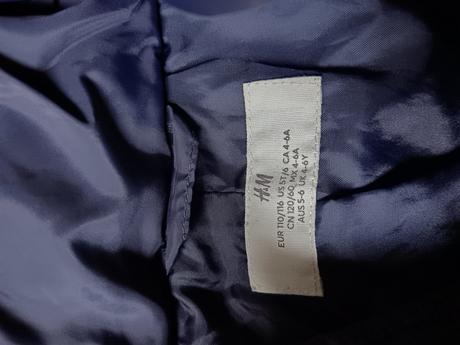 H&M
EUR 110/116 US 5T/6 CA 4-6A
CN 120/60 MX 4-6A
AUS 5-6 UK 4-6Y